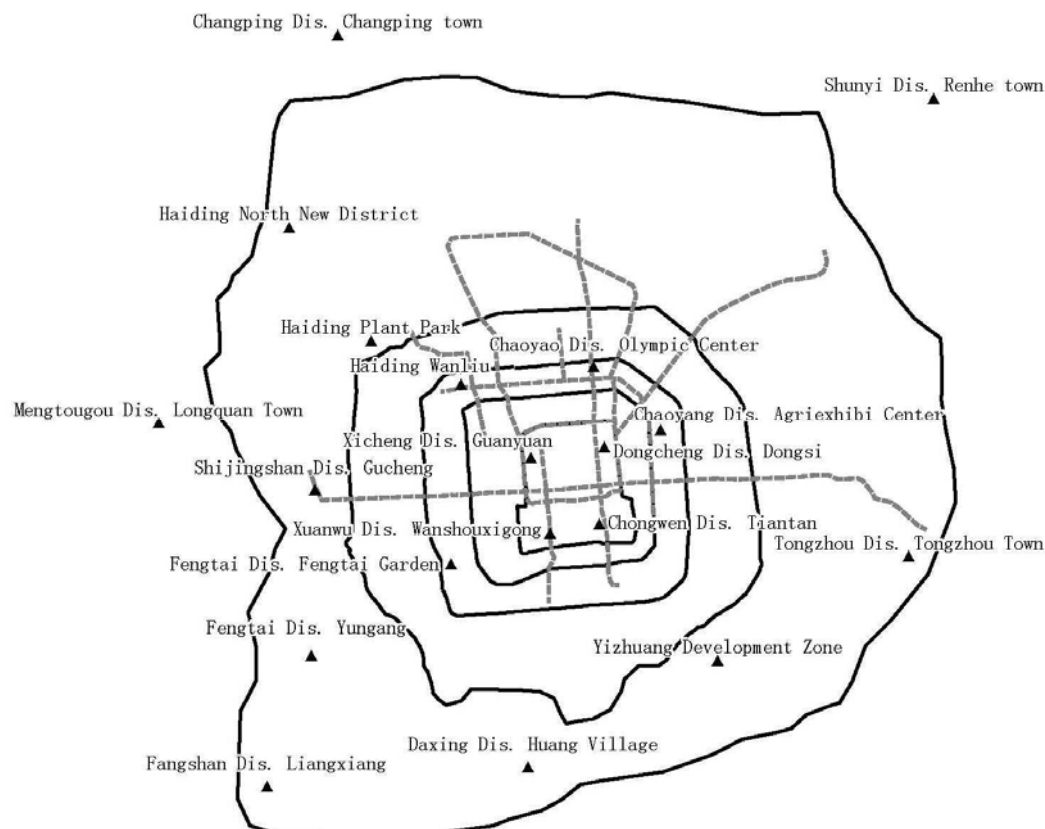 Changping Dis. Changping town
Shunyi Dis. Renhe town
Haiding North New District
Haiding Plant Park
Chaoyao Dis. Olympic Center
Haiding Wanliu
Mengtougou Dis. Longquan Town
Chaoyang Dis. Agriexhibi Center
Xicheng Dis. Guanyuan
Dongcheng Dis. Dongsi
Shijingshan Dis. Gucheng
Xuanwu Dis. Wanshouxigong
Chongwen Dis. Tiantan
Tongzhou Dis. Tongzhou Town
Fengtai Dis. Fengtai Garden
Fengtai Dis. Yungang
Yizhuang Development Zone
Daxing Dis. Huang Village
Fangshan Dis. Liangxiang